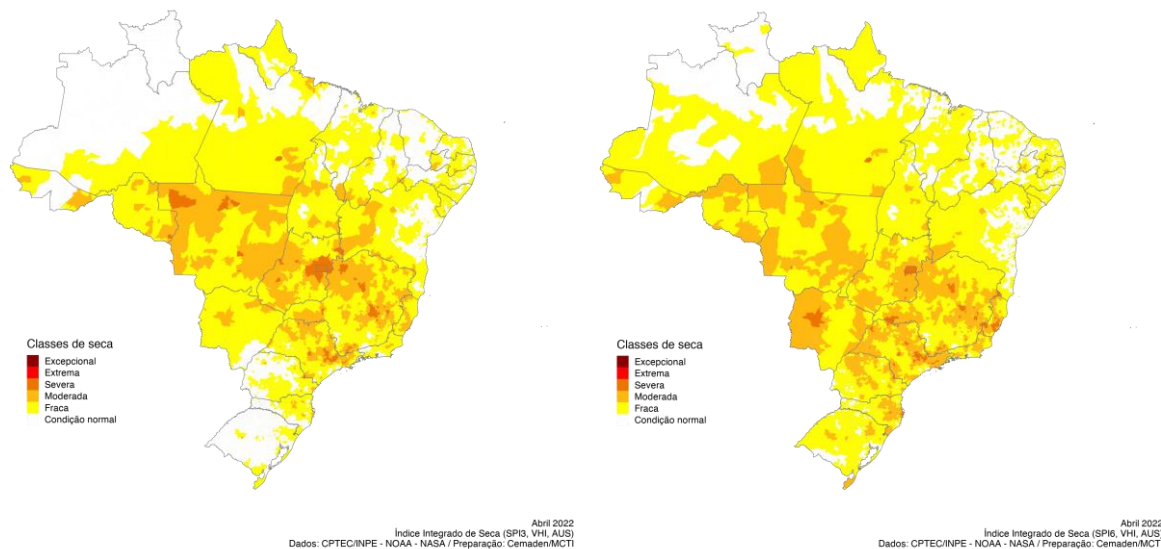 Classes de seca
Excepcional
Extrema
Severa
Moderada
Fraca
Condição normal
Abril 2022
Índice Integrado de Seca (SPI3, VHI, AUS)
Dados: CPTEC/INPE - NOAA - NASA / Preparação: Cemaden/MCTI
Classes de seca
Excepcional
Extrema
Severa
Moderada
Fraca
Condição normal
Abril 2022
Índice Integrado de Seca (SPI6, VHI, AUS)
Dados: CPTEC/INPE - NOAA - NASA / Preparação: Cemaden/MCT